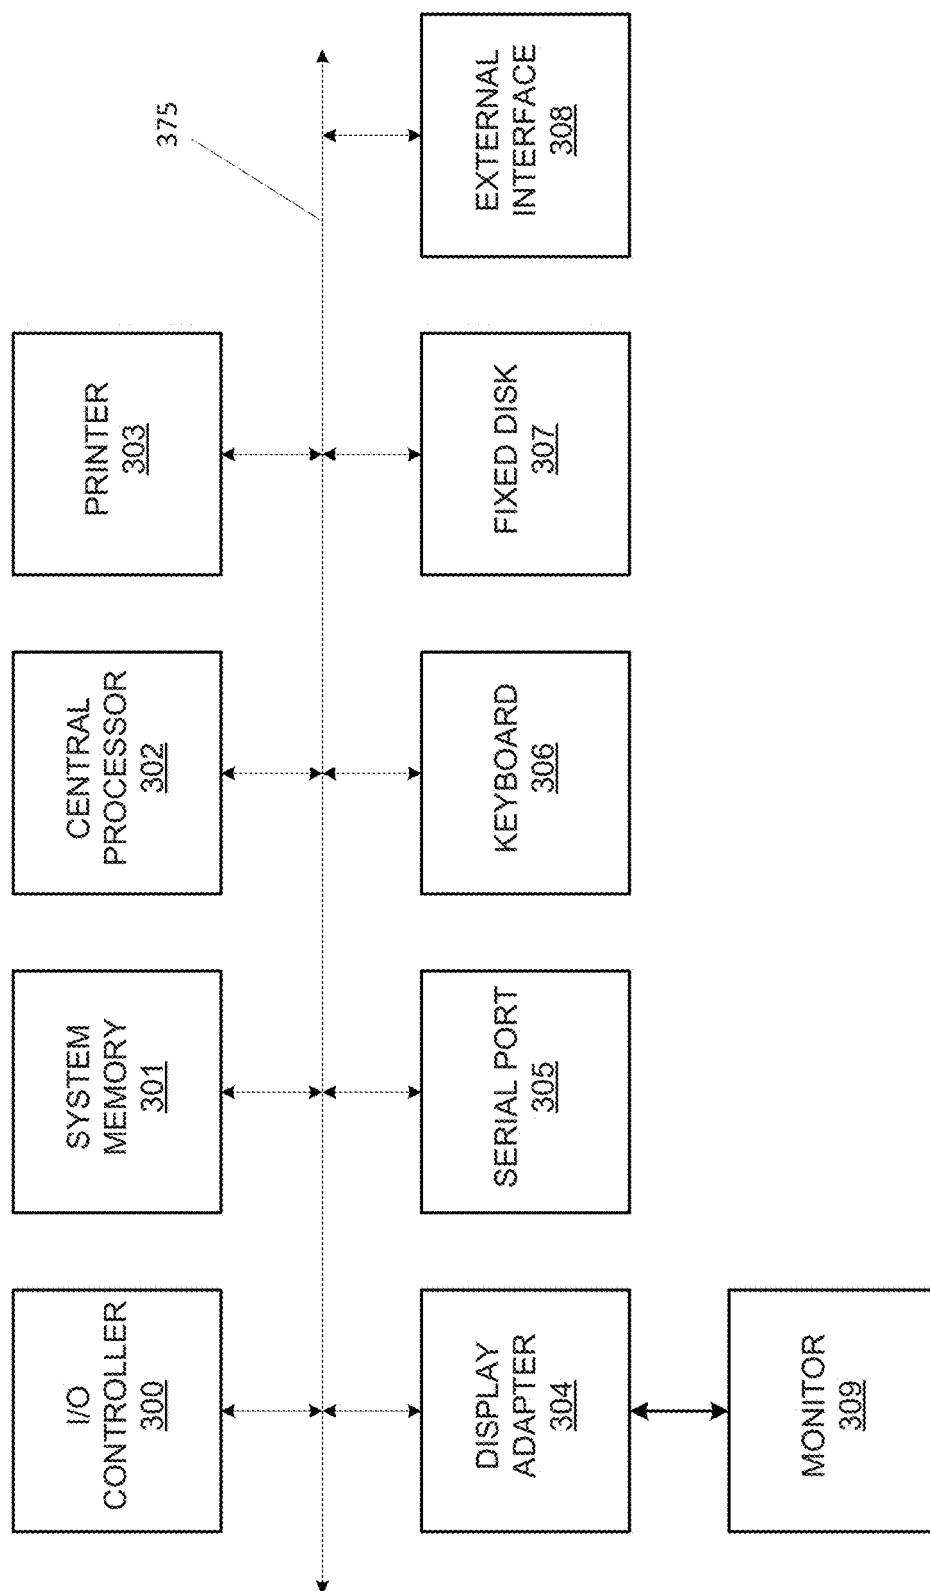 I/O
CONTROLLER
300
SYSTEM
MEMORY
301
CENTRAL
PROCESSOR
302
PRINTER
303
375
DISPLAY
ADAPTER
304
SERIAL PORT
305
KEYBOARD
306
FIXED DISK
307
EXTERNAL
INTERFACE
308
MONITOR
309